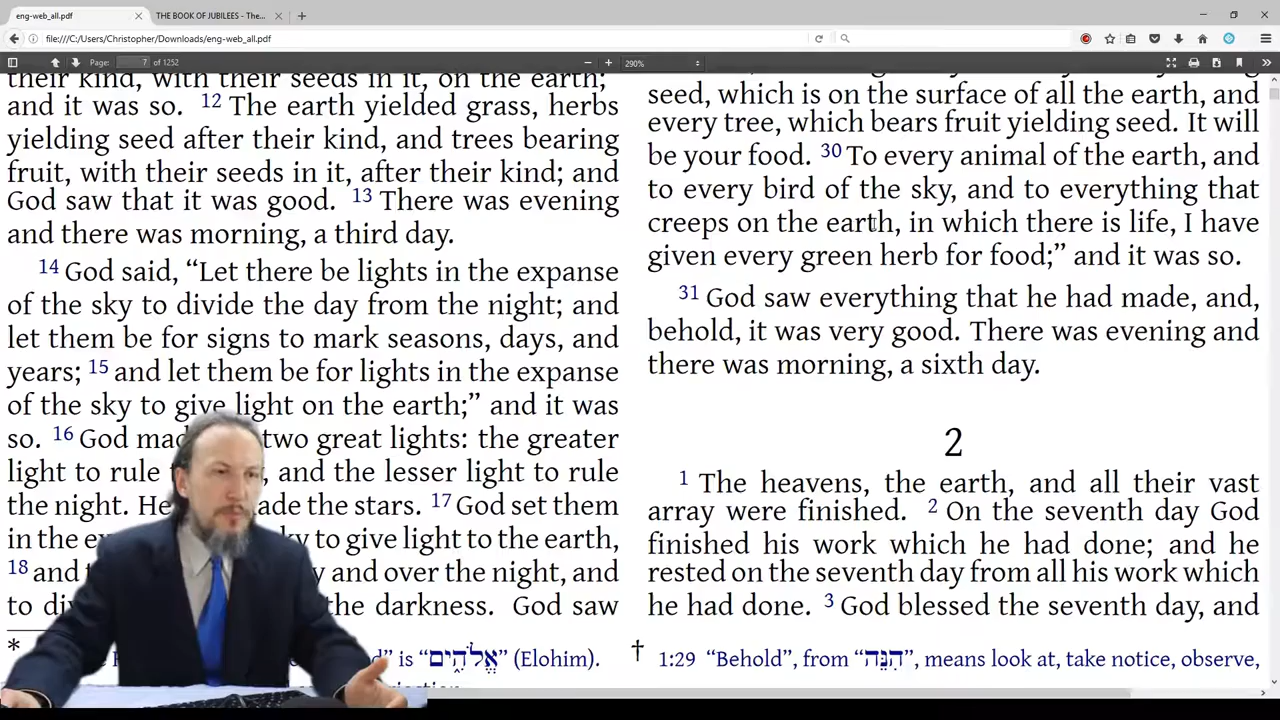 eng-web_all.pdf
THE BOOK OF JUBILEES - The...
file:///C:/Users/Christopher/Downloads/eng-web_all.pdf
Page: 7 of 1252
290%
their kind, with their seeds in it, on the earth;”
and it was so. 12 The earth yielded grass, herbs
yielding seed after their kind, and trees bearing
fruit, with their seeds in it, after their kind; and
God saw that it was good. 13 There was evening
and there was morning, a third day.
14 God said, “Let there be lights in the expanse
of the sky to divide the day from the night; and
let them be for signs to mark seasons, days, and
years; 15 and let them be for lights in the expanse
of the sky to give light on the earth;” and it was
so. 16 God made two great lights: the greater
light to rule and the lesser light to rule
the night. He made the stars. 17 God set them
in the to give light to the earth,
18 and and over the night, and
to the darkness. God saw
* is “אֱלֹהִ֑ים” (Elohim).
seed, which is on the surface of all the earth, and
every tree, which bears fruit yielding seed. It will
be your food. 30 To every animal of the earth, and
to every bird of the sky, and to everything that
creeps on the earth, in which there is life, I have
given every green herb for food;” and it was so.
31 God saw everything that he had made, and,
behold, it was very good. There was evening and
there was morning, a sixth day.
2
1 The heavens, the earth, and all their vast
array were finished. 2 On the seventh day God
finished his work which he had done; and he
rested on the seventh day from all his work which
he had done. 3 God blessed the seventh day, and
† 1:29 “Behold”, from “הִנֵּה”, means look at, take notice, observe,